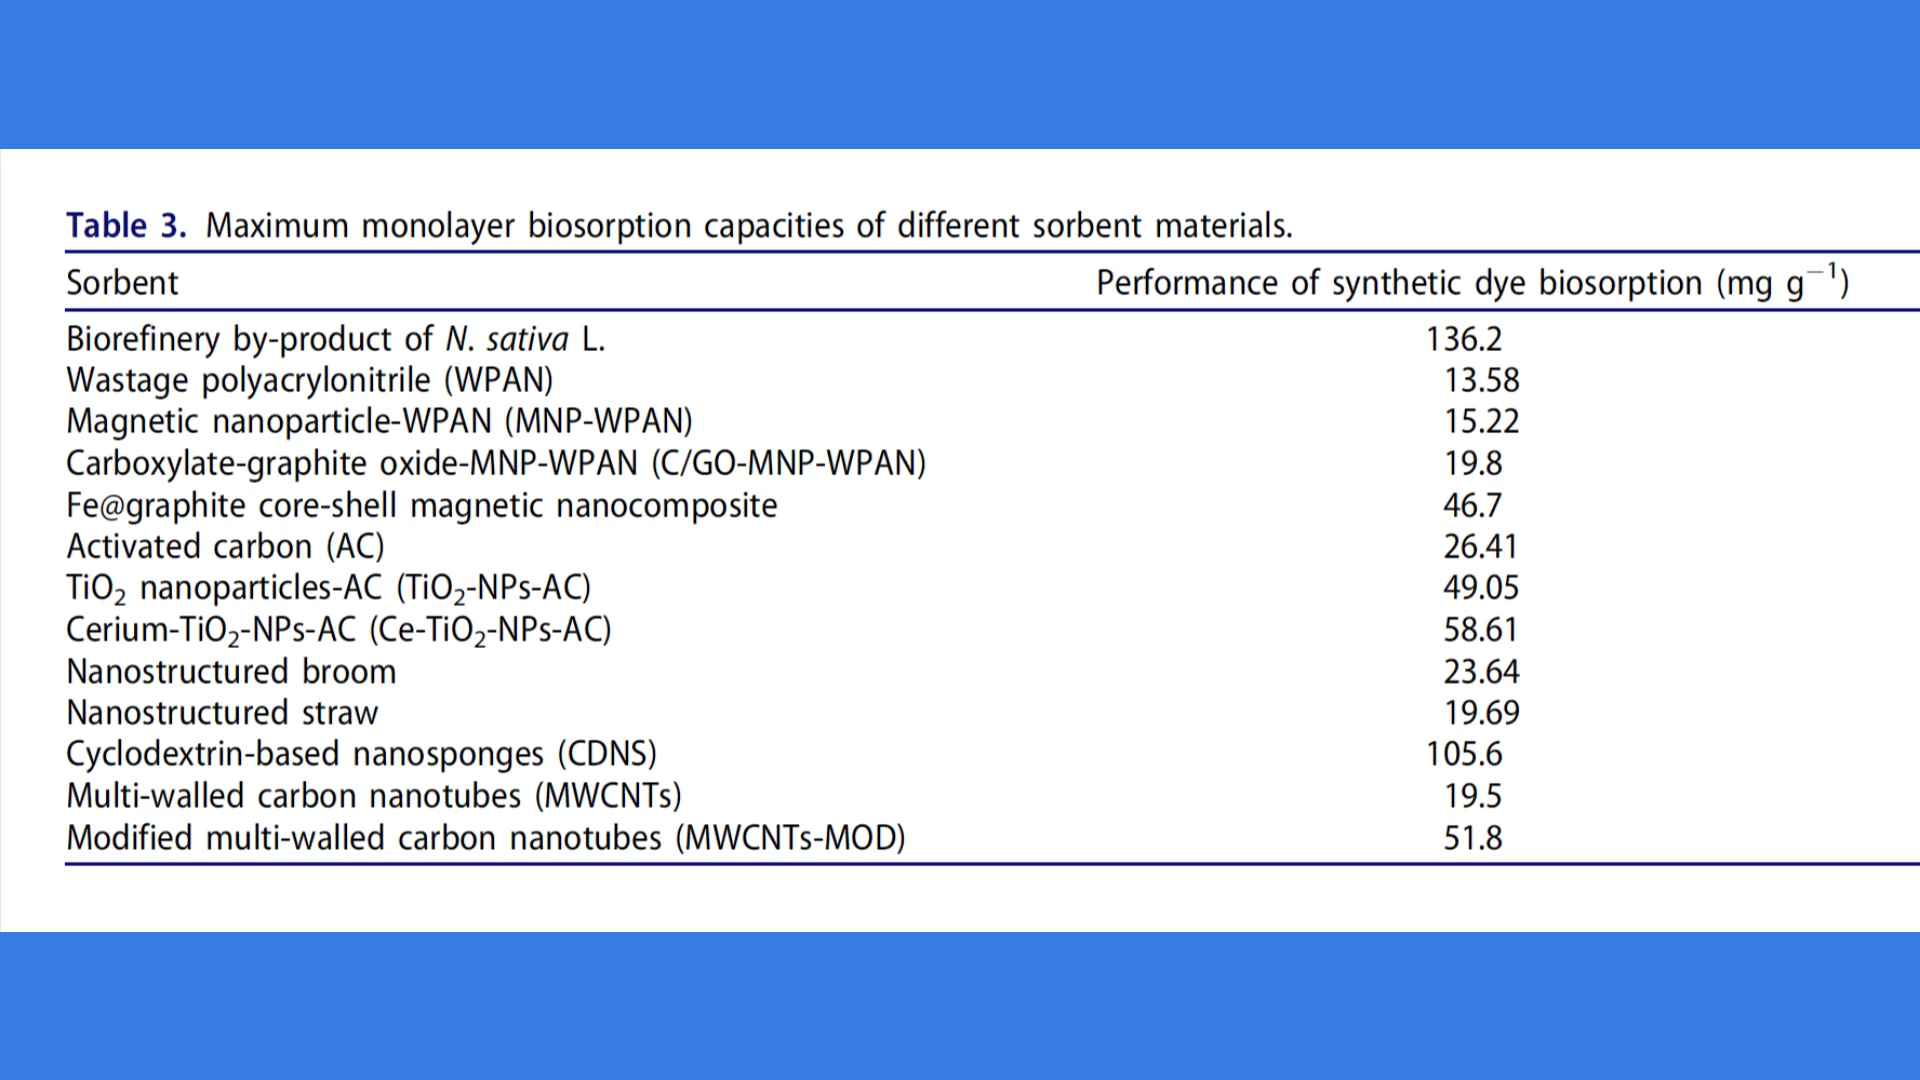 Table 3. Maximum monolayer biosorption capacities of different sorbent materials.
Sorbent Performance of synthetic dye biosorption (mg g⁻¹)
Biorefinery by-product of N. sativa L. 136.2
Wastage polyacrylonitrile (WPAN) 13.58
Magnetic nanoparticle-WPAN (MNP-WPAN) 15.22
Carboxylate-graphite oxide-MNP-WPAN (C/GO-MNP-WPAN) 19.8
Fe@graphite core-shell magnetic nanocomposite 46.7
Activated carbon (AC) 26.41
TiO₂ nanoparticles-AC (TiO₂-NPs-AC) 49.05
Cerium-TiO₂-NPs-AC (Ce-TiO₂-NPs-AC) 58.61
Nanostructured broom 23.64
Nanostructured straw 19.69
Cyclodextrin-based nanosponges (CDNS) 105.6
Multi-walled carbon nanotubes (MWCNTs) 19.5
Modified multi-walled carbon nanotubes (MWCNTs-MOD) 51.8